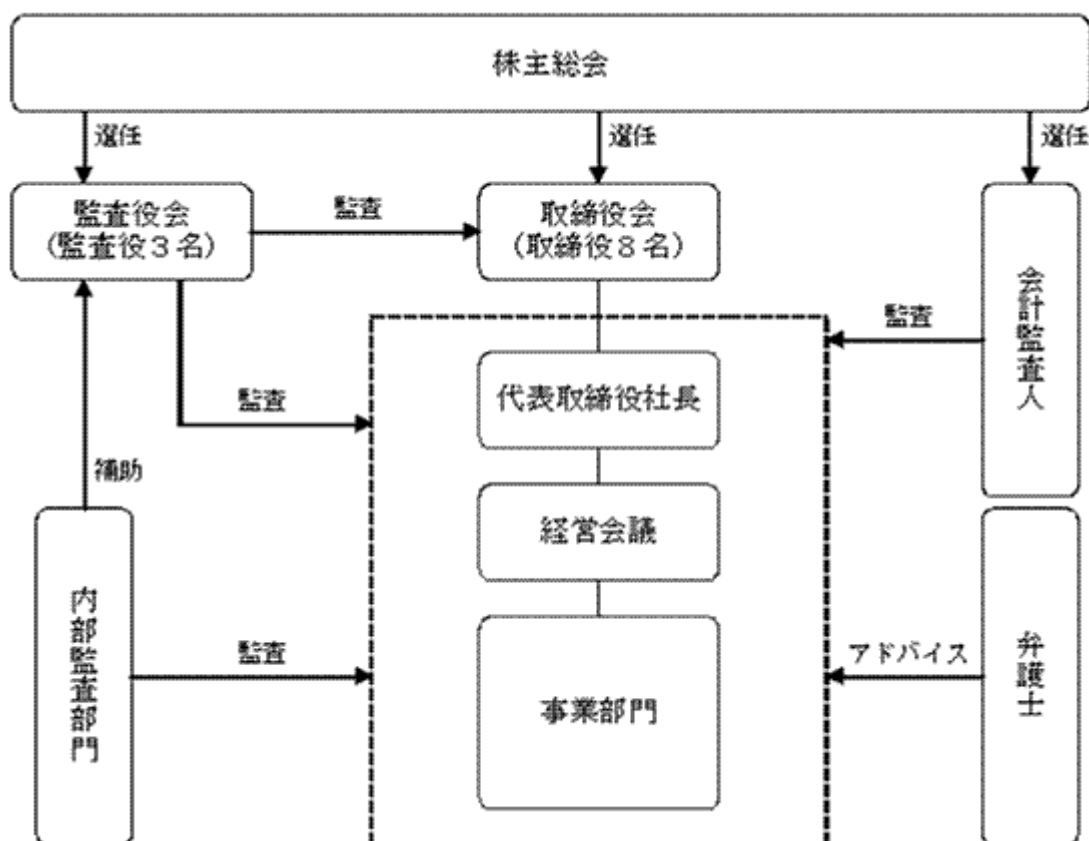 株主総会
選任
選任
選任
監査役会
(監査役３名)
監査
取締役会
(取締役８名)
会計監査人
監査
代表取締役社長
監査
補助
経営会議
内部監査部門
監査
事業部門
アドバイス
弁護士